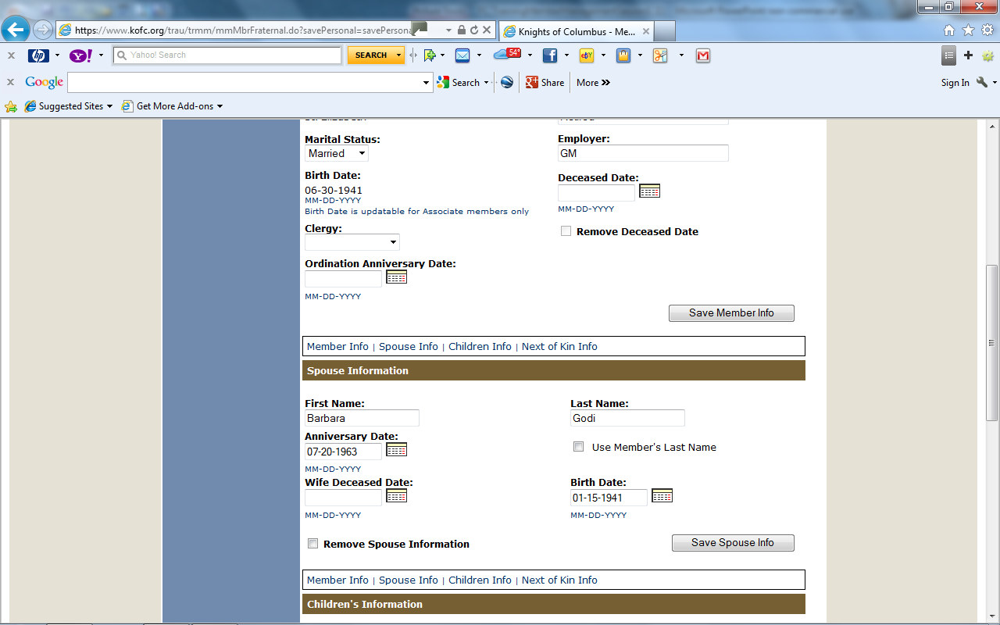 https://www.kofc.org/trau/trmm/mmMbrFraternal.do?savePersonal=savePersona
Knights of Columbus - Me...
Yahoo! Search
SEARCH
54°
Google
Search
Share
More »
Sign In
Suggested Sites
Get More Add-ons
Marital Status:
Married
Employer:
GM
Birth Date:
06-30-1941
MM-DD-YYYY
Birth Date is updatable for Associate members only
Deceased Date:
MM-DD-YYYY
Clergy:
Remove Deceased Date
Ordination Anniversary Date:
MM-DD-YYYY
Save Member Info
Member Info | Spouse Info | Children Info | Next of Kin Info
Spouse Information
First Name:
Barbara
Last Name:
Godi
Anniversary Date:
07-20-1963
MM-DD-YYYY
Use Member's Last Name
Wife Deceased Date:
MM-DD-YYYY
Birth Date:
01-15-1941
MM-DD-YYYY
Remove Spouse Information
Save Spouse Info
Member Info | Spouse Info | Children Info | Next of Kin Info
Children's Information